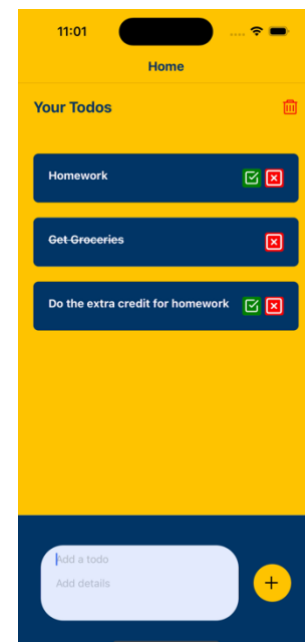 11:01
Home
Your Todos
Homework
Get Groceries
Do the extra credit for homework
Add a todo
Add details